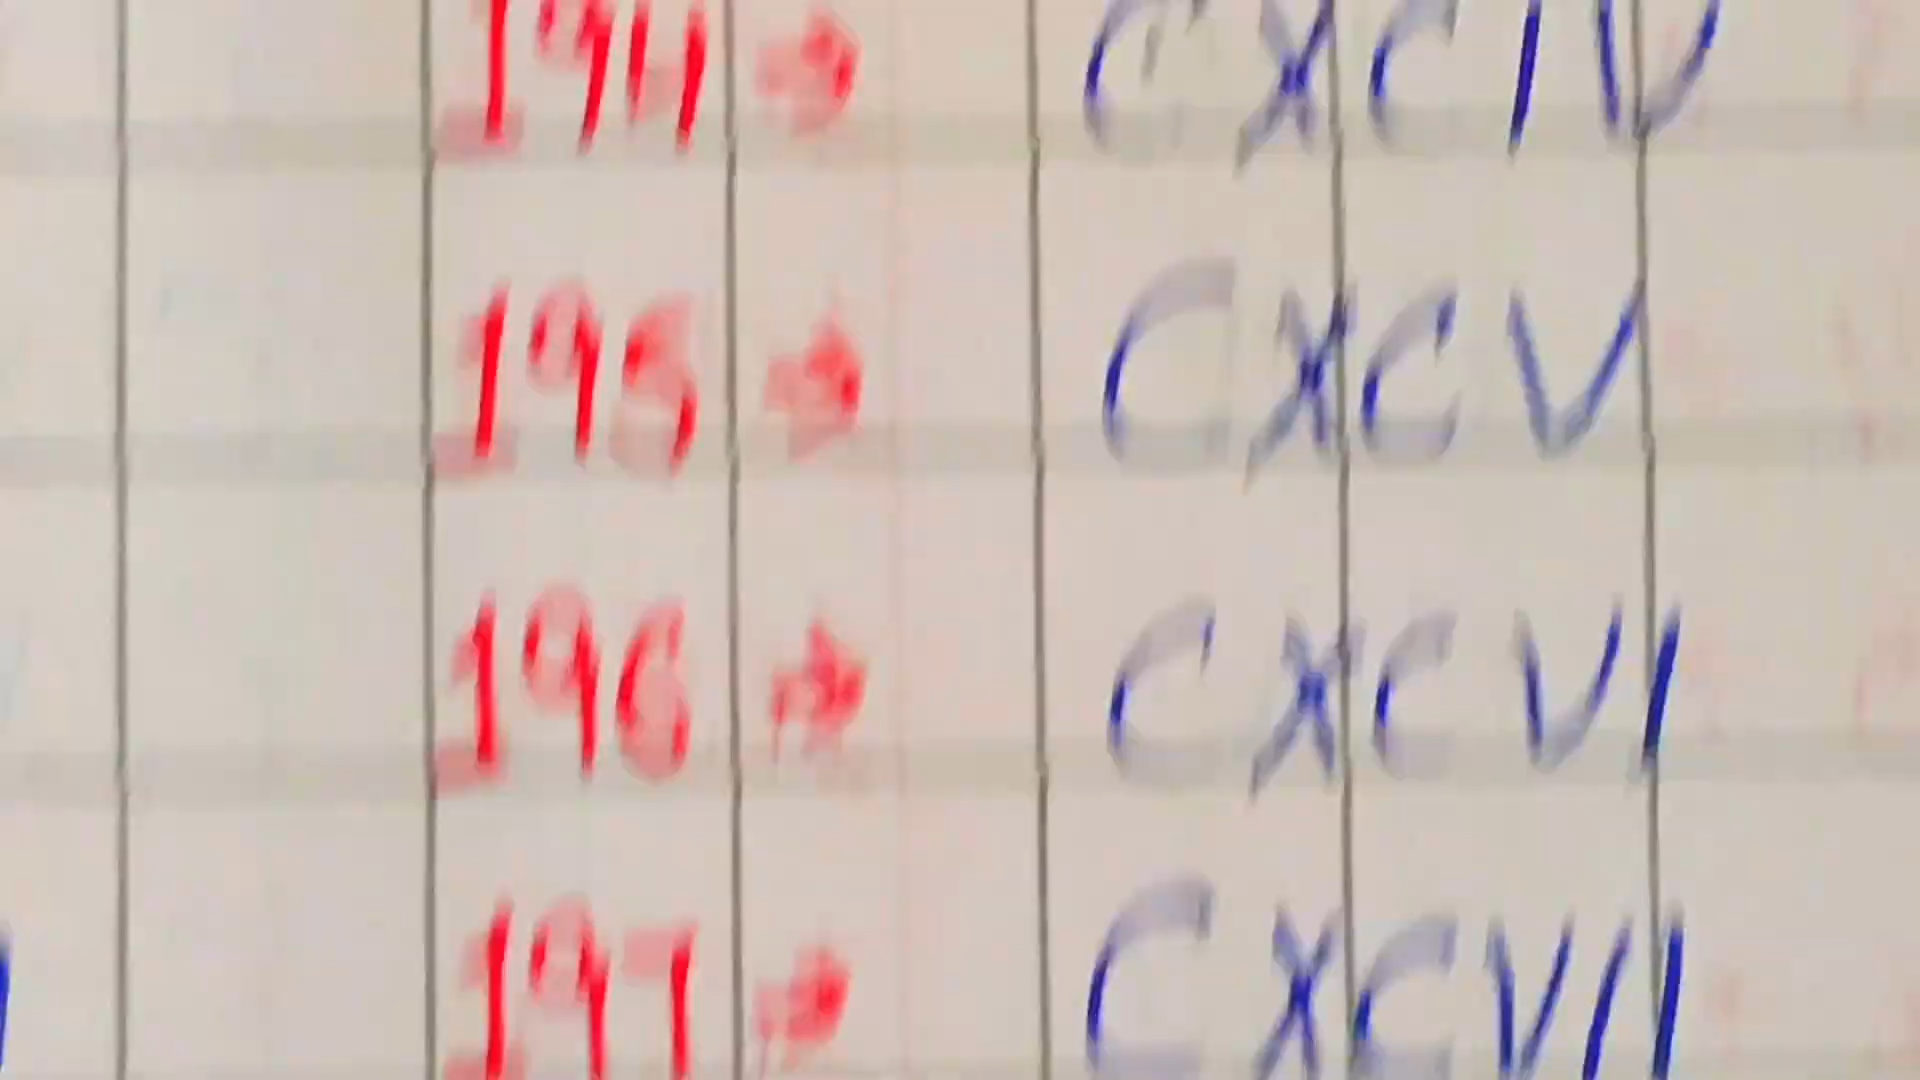 194 → CXCIV
195 → CXCV
196 → CXCVI
197 → CXCVII